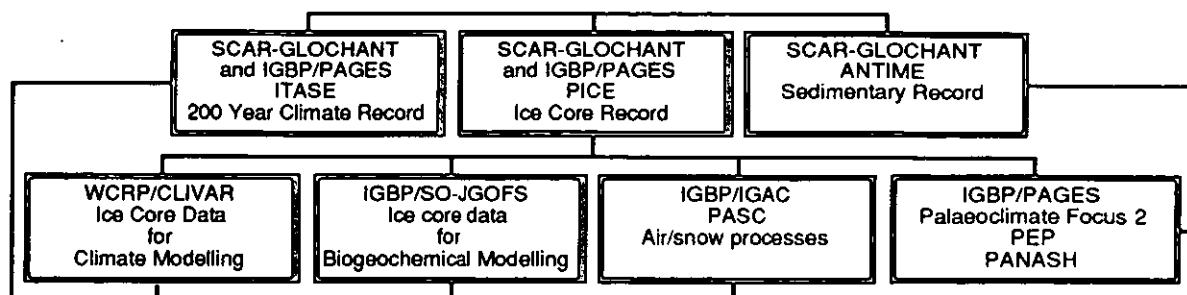 SCAR-GLOCHANT
and IGBP/PAGES
ITASE
200 Year Climate Record
SCAR-GLOCHANT
and IGBP/PAGES
PICE
Ice Core Record
SCAR-GLOCHANT
ANTIME
Sedimentary Record
WCRP/CLIVAR
Ice Core Data
for
Climate Modelling
IGBP/SO-JGOFS
Ice core data
for
Biogeochemical Modelling
IGBP/IGAC
PASC
Air/snow processes
IGBP/PAGES
Palaeoclimate Focus 2
PEP
PANASH